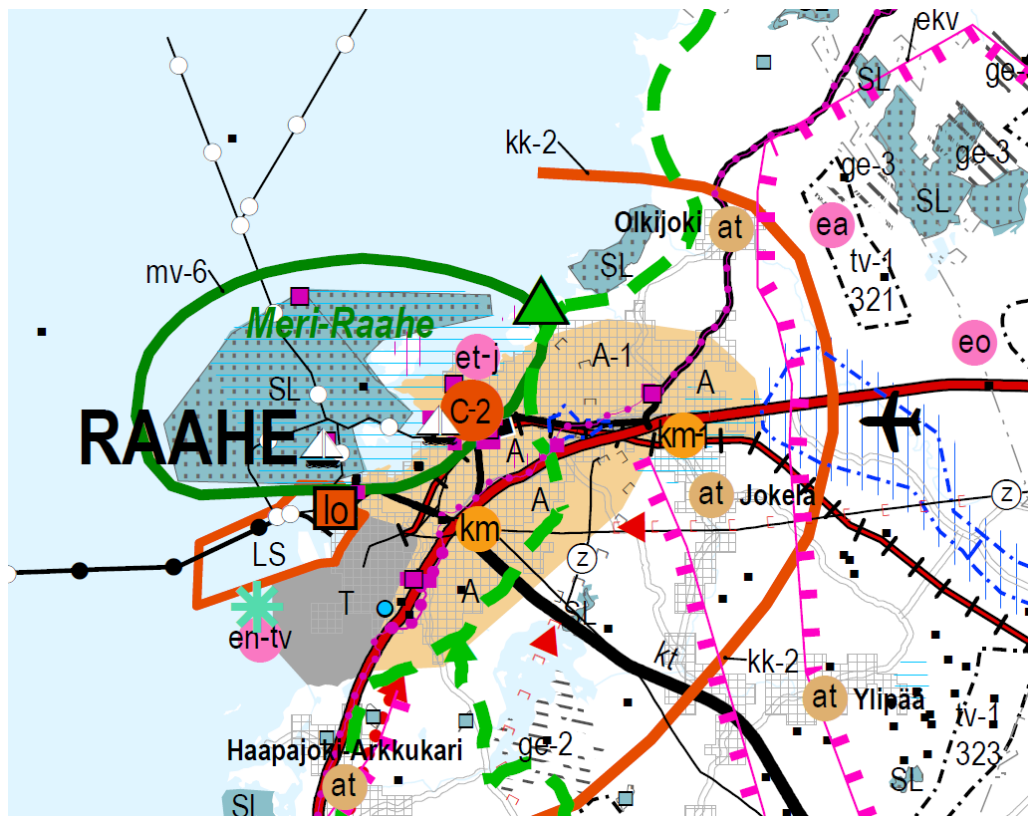 SL
ekv
ge-
SL
kk-2
ge-3
ge-3
SL
Olkijoki
at
ea
SL
mv-6
tv-1
321
Meri-Raahe
et-j
A-1
A
eo
SL
C-2
RAAHE
A
km-1
A
at
Jokela
lo
z
km
LS
z
T
A
SL
en-tv
kt
kk-2
at
Ylipää
tv-1
323
Haapajoki-Arkkukari
ge-2
at
SL
SL